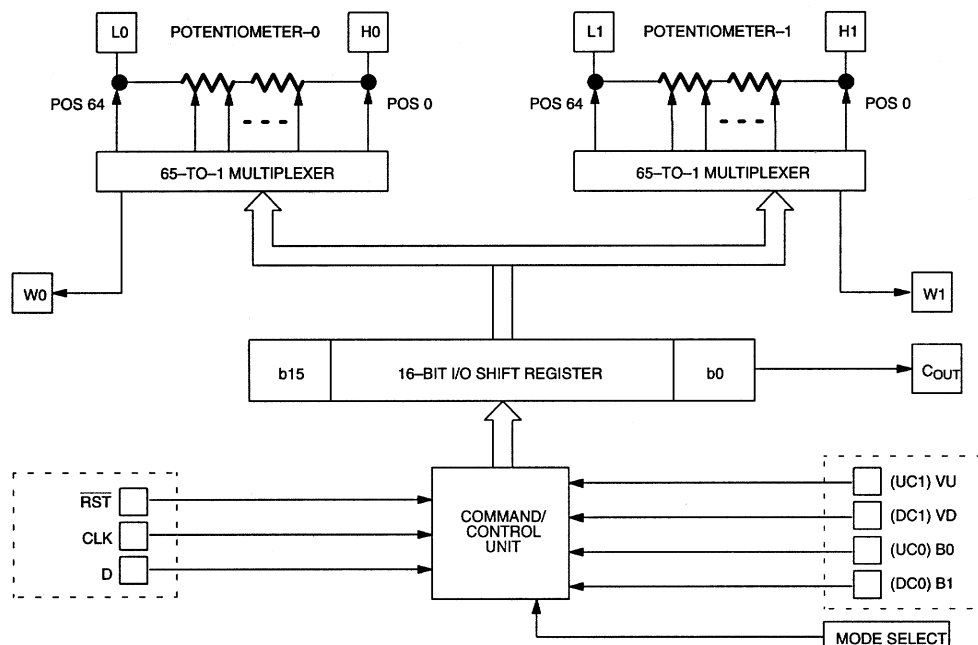 L0 POTENTIOMETER–0 H0 L1 POTENTIOMETER–1 H1
POS 64 POS 0 POS 64 POS 0
65–TO–1 MULTIPLEXER 65–TO–1 MULTIPLEXER
W0 W1
b15 16–BIT I/O SHIFT REGISTER b0 COUT
RST
CLK
D
COMMAND/
CONTROL
UNIT
(UC1) VU
(DC1) VD
(UC0) B0
(DC0) B1
MODE SELECT